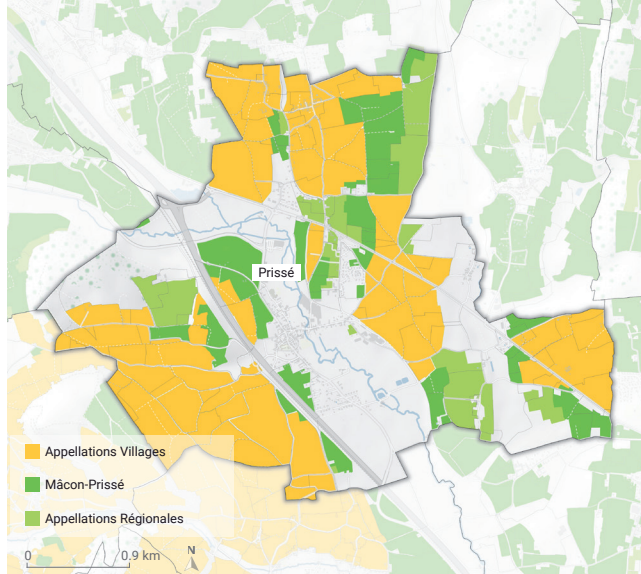 Prissé
Appellations Villages
Mâcon-Prissé
Appellations Régionales
0 0.9 km
N